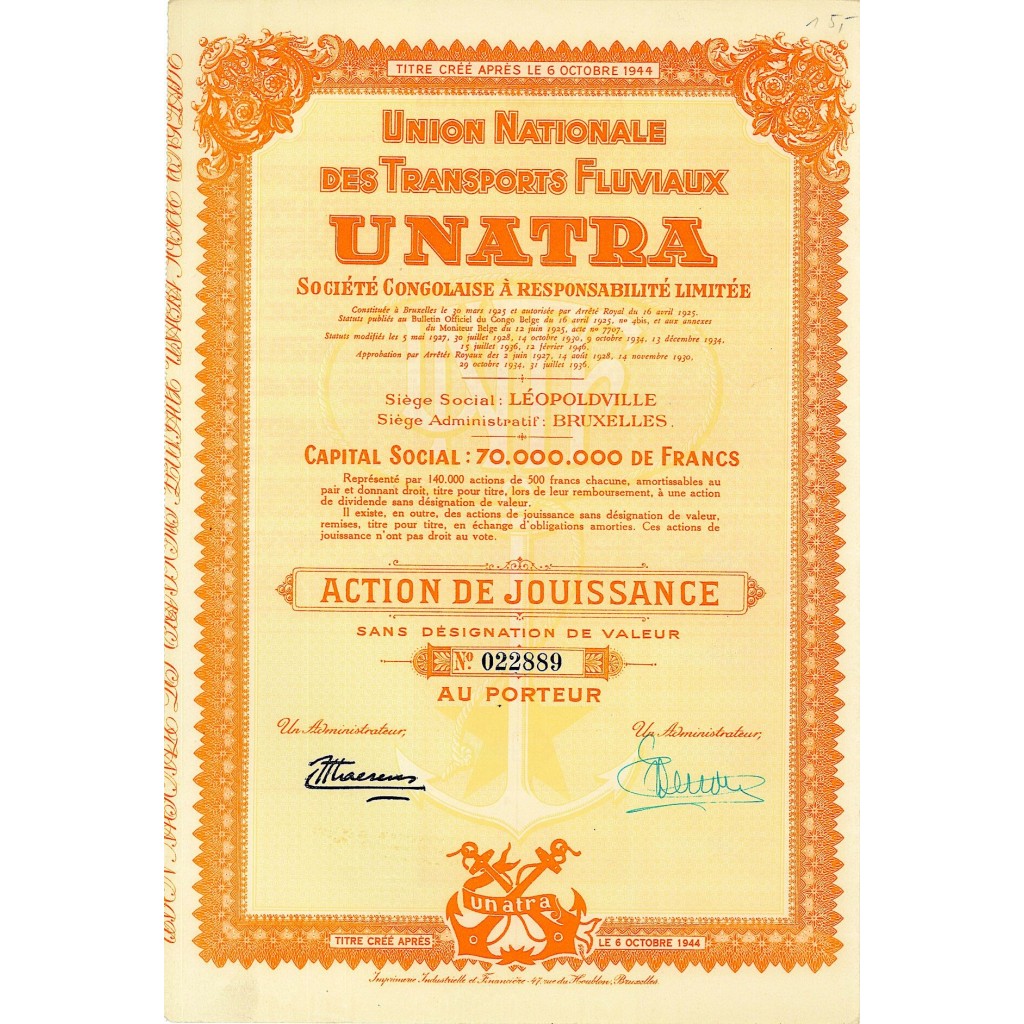 15,-
TITRE CRÉÉ APRÈS LE 6 OCTOBRE 1944
UNION NATIONALE
DES TRANSPORTS FLUVIAUX
UNATRA
SOCIÉTÉ CONGOLAISE À RESPONSABILITÉ LIMITÉE
Constituée à Bruxelles le 30 mars 1925 et autorisée par Arrêté Royal du 16 avril 1925.
Statuts publiés au Bulletin Officiel du Congo Belge du 16 avril 1925, no 4bis, et aux annexes
du Moniteur Belge du 12 juin 1925, acte no 7707.
Statuts modifiés les 5 mai 1927, 30 juillet 1928, 14 octobre 1930, 9 octobre 1934, 13 décembre 1934,
15 juillet 1936, 12 février 1946.
Approbation par Arrêtés Royaux des 2 juin 1927, 14 août 1928, 14 novembre 1930,
29 octobre 1934, 31 juillet 1936.
Siège Social: LÉOPOLDVILLE
Siège Administratif: BRUXELLES.
CAPITAL SOCIAL: 70.000.000 DE FRANCS
Représenté par 140.000 actions de 500 francs chacune, amortissables au
pair et donnant droit, titre pour titre, lors de leur remboursement, à une action
de dividende sans désignation de valeur.
Il existe, en outre, des actions de jouissance sans désignation de valeur,
remises, titre pour titre, en échange d'obligations amorties. Ces actions de
jouissance n'ont pas droit au vote.
ACTION DE JOUISSANCE
SANS DÉSIGNATION DE VALEUR
No 022889
AU PORTEUR
Un Administrateur,
Un Administrateur,
unatra
TITRE CRÉÉ APRÈS LE 6 OCTOBRE 1944
Imprimerie Industrielle et Financière - 47, rue du Houblon, Bruxelles